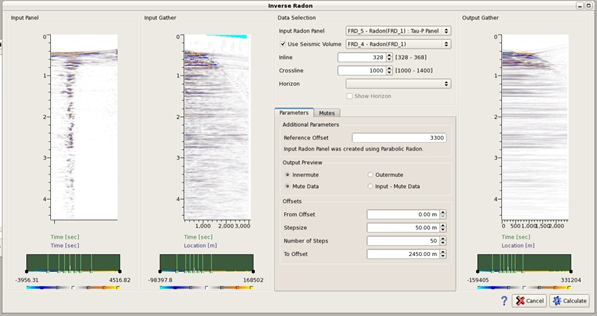 Inverse Radon
Input Panel
Input Gather
Data Selection
Output Gather
Input Radon Panel
FRD_5 - Radon(FRD_1) : Tau-P Panel
Use Seismic Volume
FRD_4 - Radon(FRD_1)
Inline
328
[328 - 368]
Crossline
1000
[1000 - 1400]
Horizon
Show Horizon
Parameters
Mutes
Additional Parameters
Reference Offset
3300
Input Radon Panel was created using Parabolic Radon.
Output Preview
Innermute
Outermute
Mute Data
Input - Mute Data
Offsets
From Offset
0.00 m
Stepsize
50.00 m
Number of Steps
50
To Offset
2450.00 m
0
1
2
3
4
Time [sec]
Time [sec]
-3956.31
4516.82
0
1
2
3
4
1,000
2,000
3,000
Time [sec]
Location [m]
-98397.8
168502
0
1
2
3
4
0
500
2,000
Time [sec]
Location [m]
-159405
331204
?
Cancel
Calculate